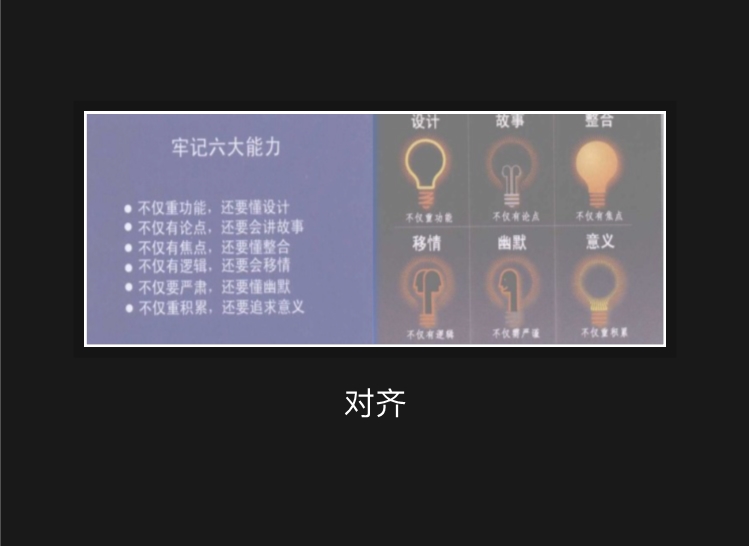 牢记六大能力
不仅重功能，还要懂设计
不仅有论点，还要会讲故事
不仅有焦点，还要懂整合
不仅有逻辑，还要会移情
不仅要严肃，还要懂幽默
不仅重积累，还要追求意义
设计 故事 整合
不仅重功能 不仅有论点 不仅有焦点
移情 幽默 意义
不仅有逻辑 不仅需严谨 不仅重积累
对齐